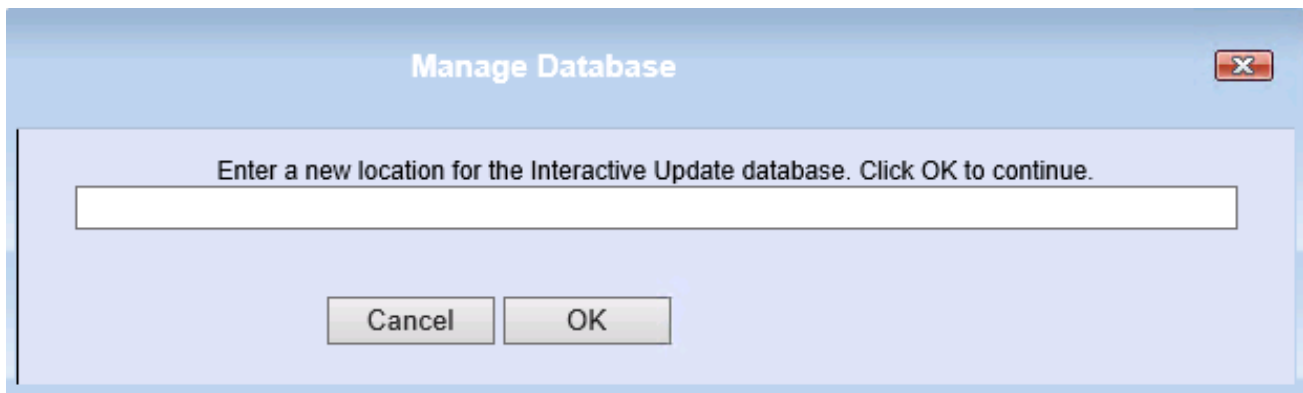 Manage Database
Enter a new location for the Interactive Update database. Click OK to continue.
Cancel OK